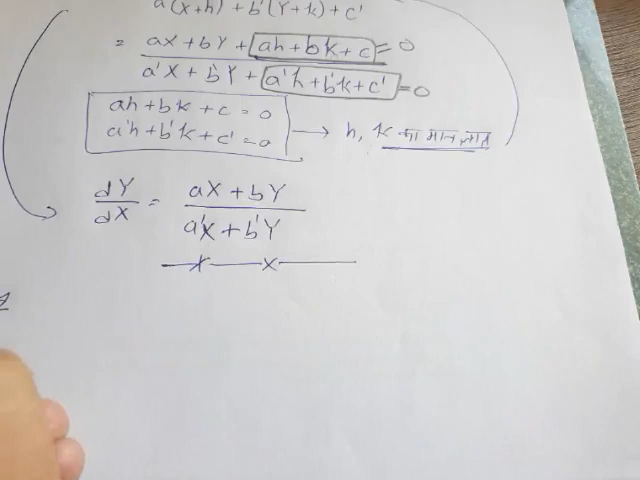 a(X+h) + b'(Y+k) + c'
= aX + bY + ah + bk + c = 0
a'X + b'Y + a'h + b'k + c' = 0
ah + bk + c = 0
a'h + b'k + c' = 0
→ h, k का मान
dY/dX = aX + bY
a'X + b'Y